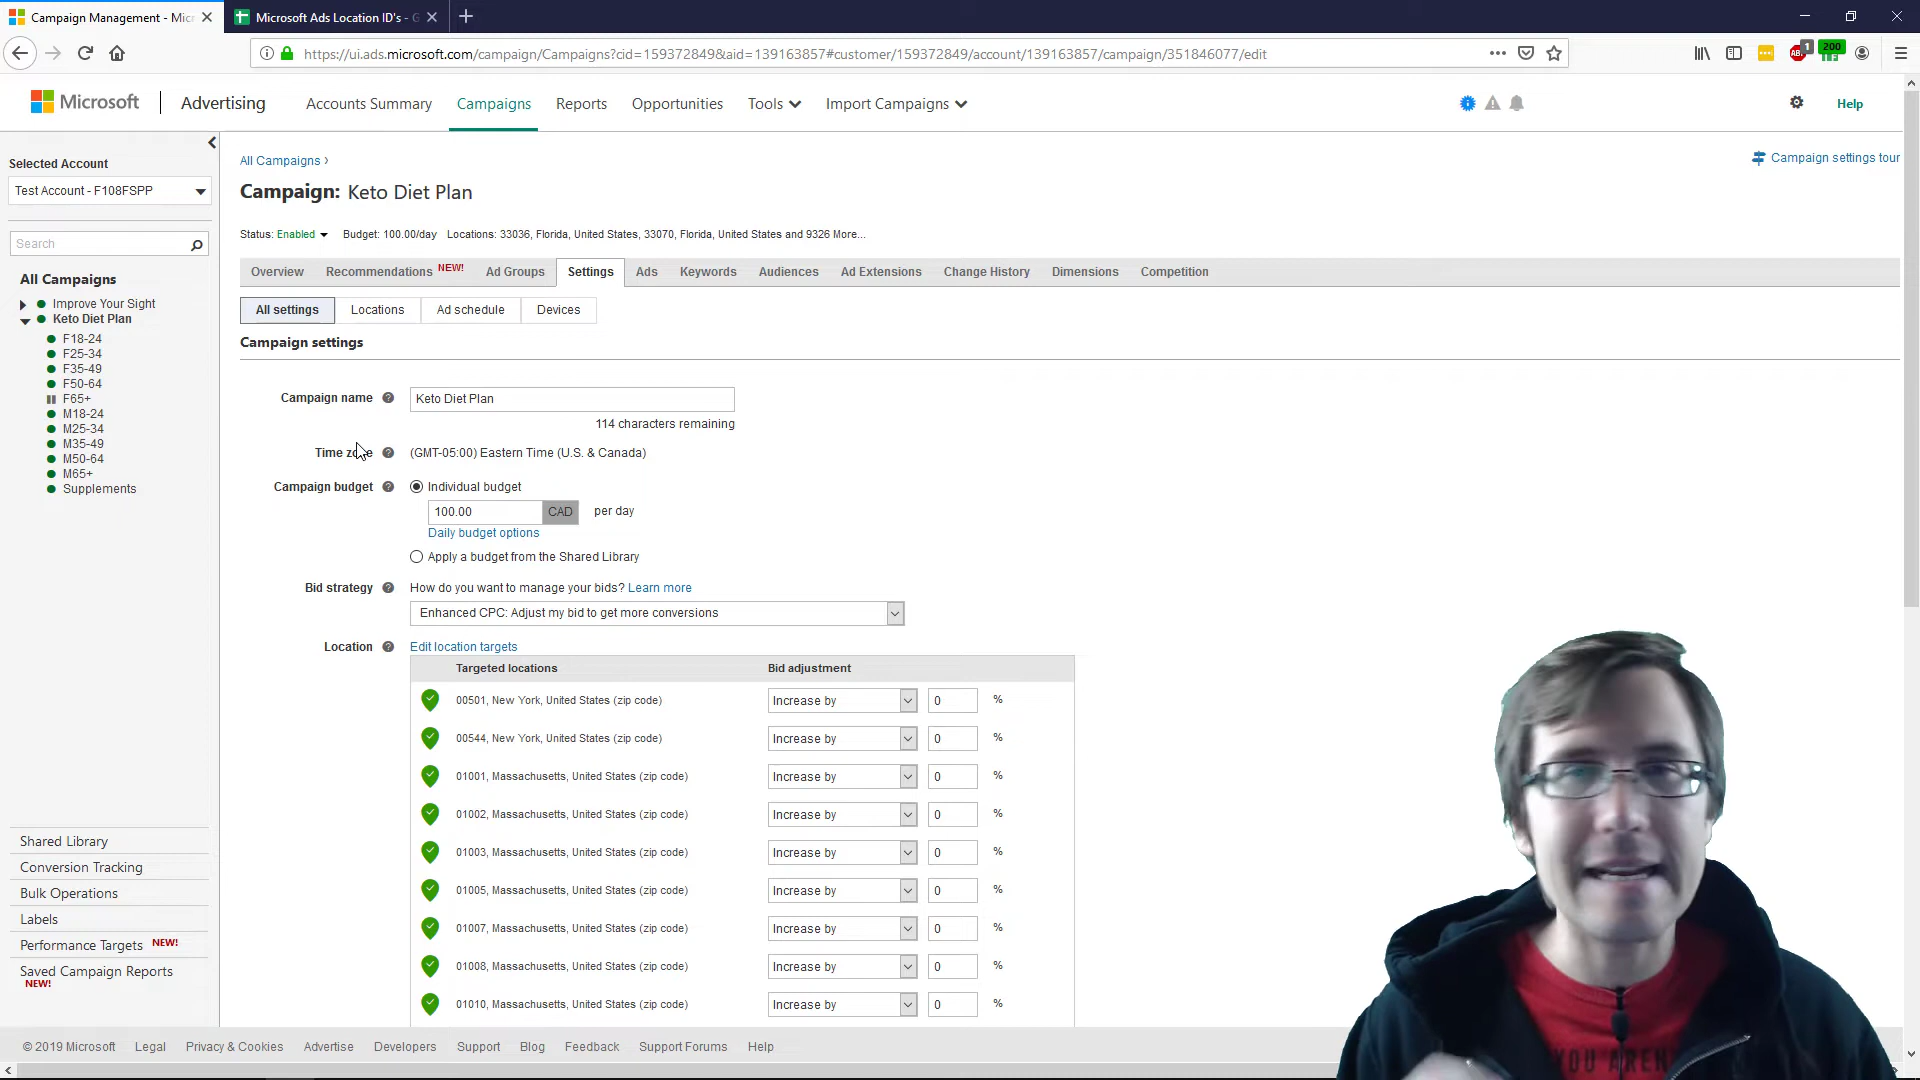 Campaign Management - Mic
Microsoft Ads Location ID's - G
https://ui.ads.microsoft.com/campaign/Campaigns?cid=159372849&aid=139163857#customer/159372849/account/139163857/campaign/351846077/edit
1
200
Microsoft
Advertising
Accounts Summary
Campaigns
Reports
Opportunities
Tools
Import Campaigns
Help
Selected Account
Test Account - F108FSPP
Search
All Campaigns
Improve Your Sight
Keto Diet Plan
F18-24
F25-34
F35-49
F50-64
F65+
M18-24
M25-34
M35-49
M50-64
M65+
Supplements
Shared Library
Conversion Tracking
Bulk Operations
Labels
Performance Targets NEW!
Saved Campaign Reports
NEW!
All Campaigns ›
Campaign settings tour
Campaign: Keto Diet Plan
Status: Enabled Budget: 100.00/day Locations: 33036, Florida, United States, 33070, Florida, United States and 9326 More...
Overview
Recommendations NEW!
Ad Groups
Settings
Ads
Keywords
Audiences
Ad Extensions
Change History
Dimensions
Competition
All settings
Locations
Ad schedule
Devices
Campaign settings
Campaign name
Keto Diet Plan
114 characters remaining
Time zone
(GMT-05:00) Eastern Time (U.S. & Canada)
Campaign budget
Individual budget
100.00 CAD per day
Daily budget options
Apply a budget from the Shared Library
Bid strategy
How do you want to manage your bids? Learn more
Enhanced CPC: Adjust my bid to get more conversions
Location
Edit location targets
Targeted locations Bid adjustment
00501, New York, United States (zip code) Increase by 0 %
00544, New York, United States (zip code) Increase by 0 %
01001, Massachusetts, United States (zip code) Increase by 0 %
01002, Massachusetts, United States (zip code) Increase by 0 %
01003, Massachusetts, United States (zip code) Increase by 0 %
01005, Massachusetts, United States (zip code) Increase by 0 %
01007, Massachusetts, United States (zip code) Increase by 0 %
01008, Massachusetts, United States (zip code) Increase by 0 %
01010, Massachusetts, United States (zip code) Increase by 0 %
© 2019 Microsoft
Legal
Privacy & Cookies
Advertise
Developers
Support
Blog
Feedback
Support Forums
Help
YOU AREN